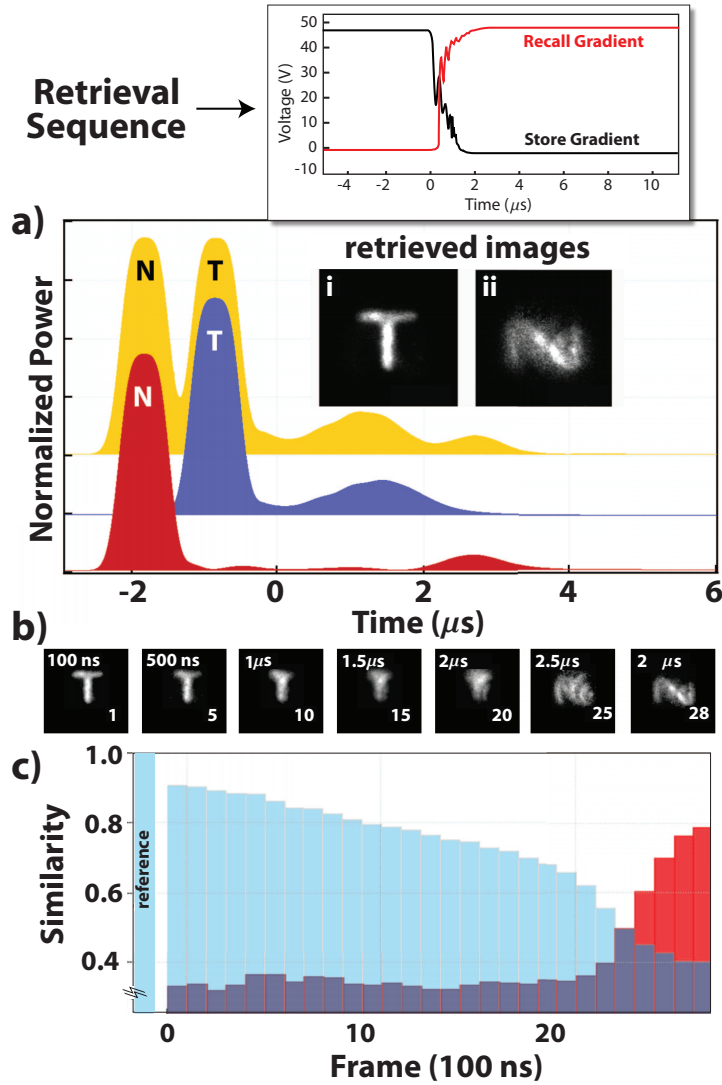 Retrieval
Sequence
50
40
30
20
10
0
-10
Voltage (V)
Recall Gradient
Store Gradient
-4 -2 0 2 4 6 8 10
Time (μs)
a)
Normalized Power
N T
T
N
retrieved images
i ii
-2 0 2 4 6
Time (μs)
b)
100 ns 500 ns 1μs 1.5μs 2μs 2.5μs 2 μs
1 5 10 15 20 25 28
c)
1.0
0.8
0.6
0.4
Similarity
reference
0 10 20
Frame (100 ns)